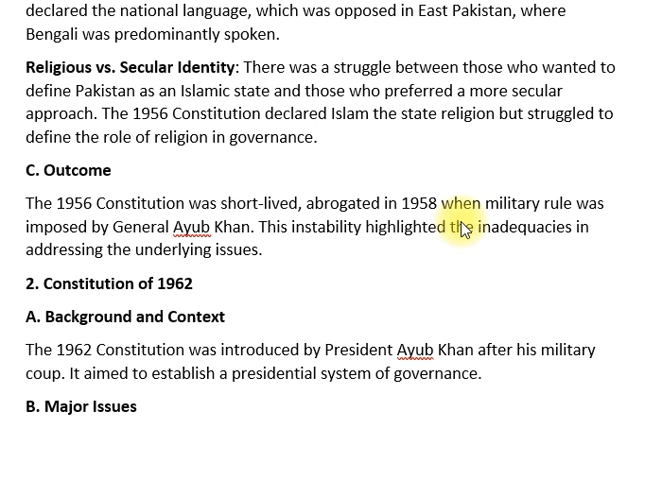 declared the national language, which was opposed in East Pakistan, where
Bengali was predominantly spoken.
Religious vs. Secular Identity: There was a struggle between those who wanted to
define Pakistan as an Islamic state and those who preferred a more secular
approach. The 1956 Constitution declared Islam the state religion but struggled to
define the role of religion in governance.
C. Outcome
The 1956 Constitution was short-lived, abrogated in 1958 when military rule was
imposed by General Ayub Khan. This instability highlighted the inadequacies in
addressing the underlying issues.
2. Constitution of 1962
A. Background and Context
The 1962 Constitution was introduced by President Ayub Khan after his military
coup. It aimed to establish a presidential system of governance.
B. Major Issues